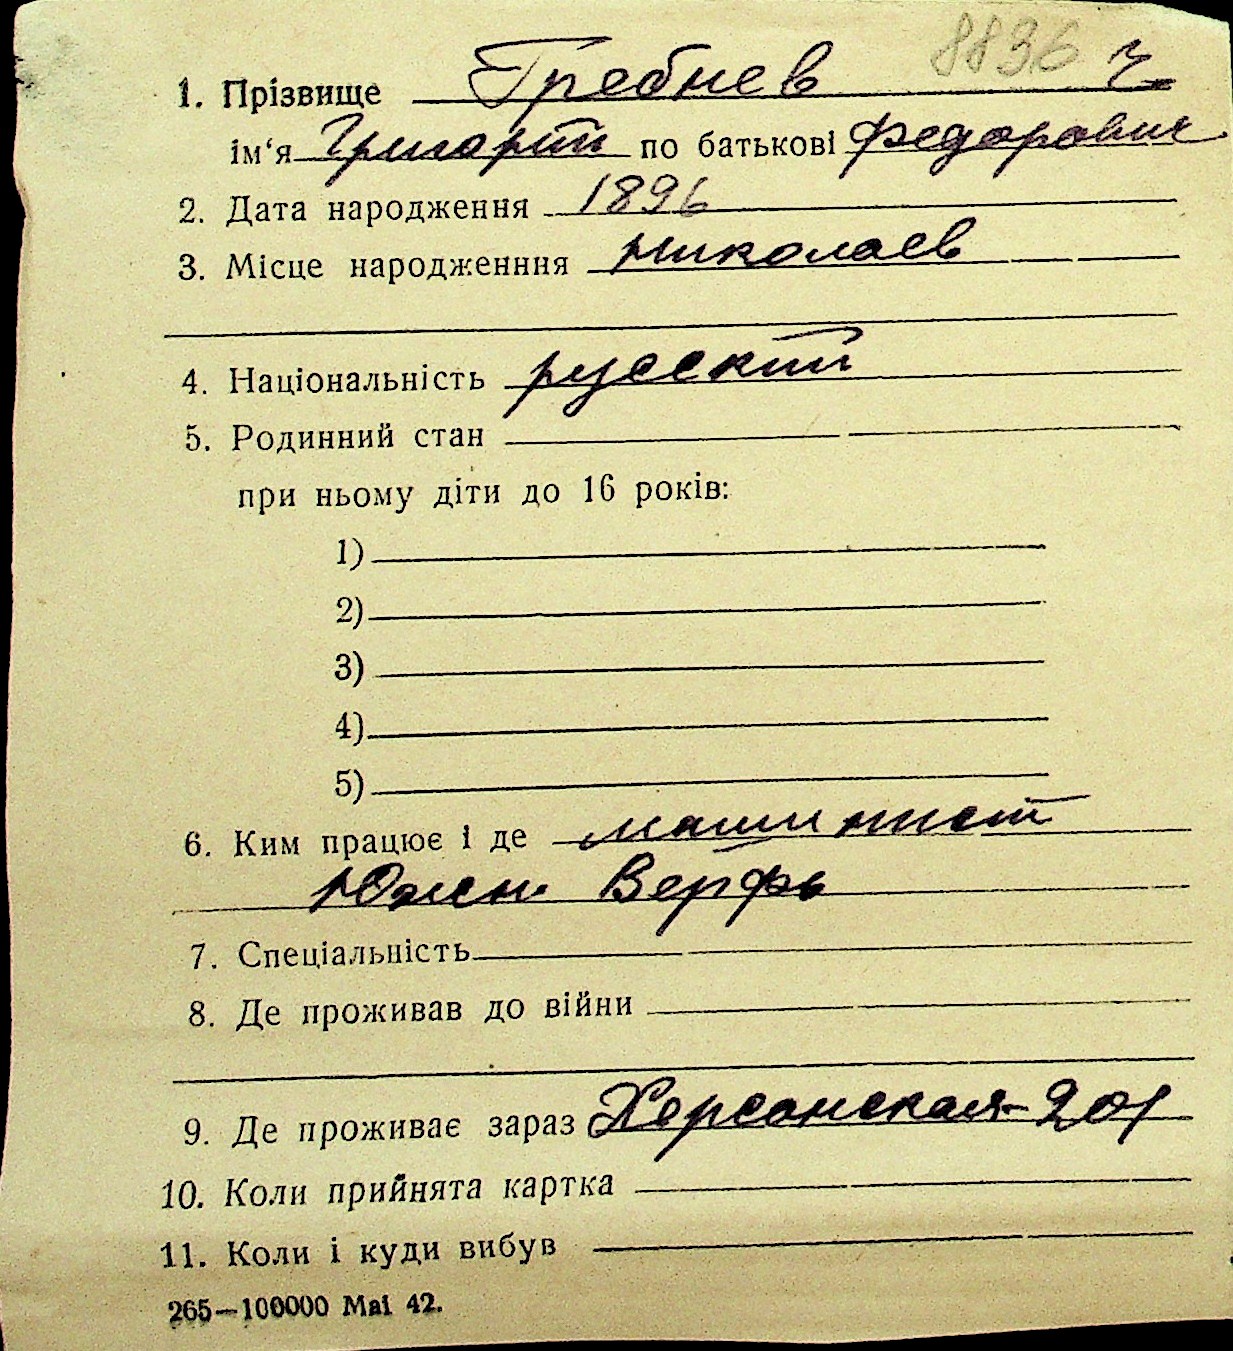 8836 Ч
1. Прізвище Гребнев
ім‘я Григорий по батькові Федорович
2. Дата народження 1896
3. Місце народженння Николаев
4. Національність русский
5. Родинний стан
при ньому діти до 16 років:
1)
2)
3)
4)
5)
6. Ким працює і де машинист
Южн. Верфь
7. Спеціальність
8. Де проживав до війни
9. Де проживає зараз Херсонская-201
10. Коли прийнята картка
11. Коли і куди вибув
265—100000 Mai 42.